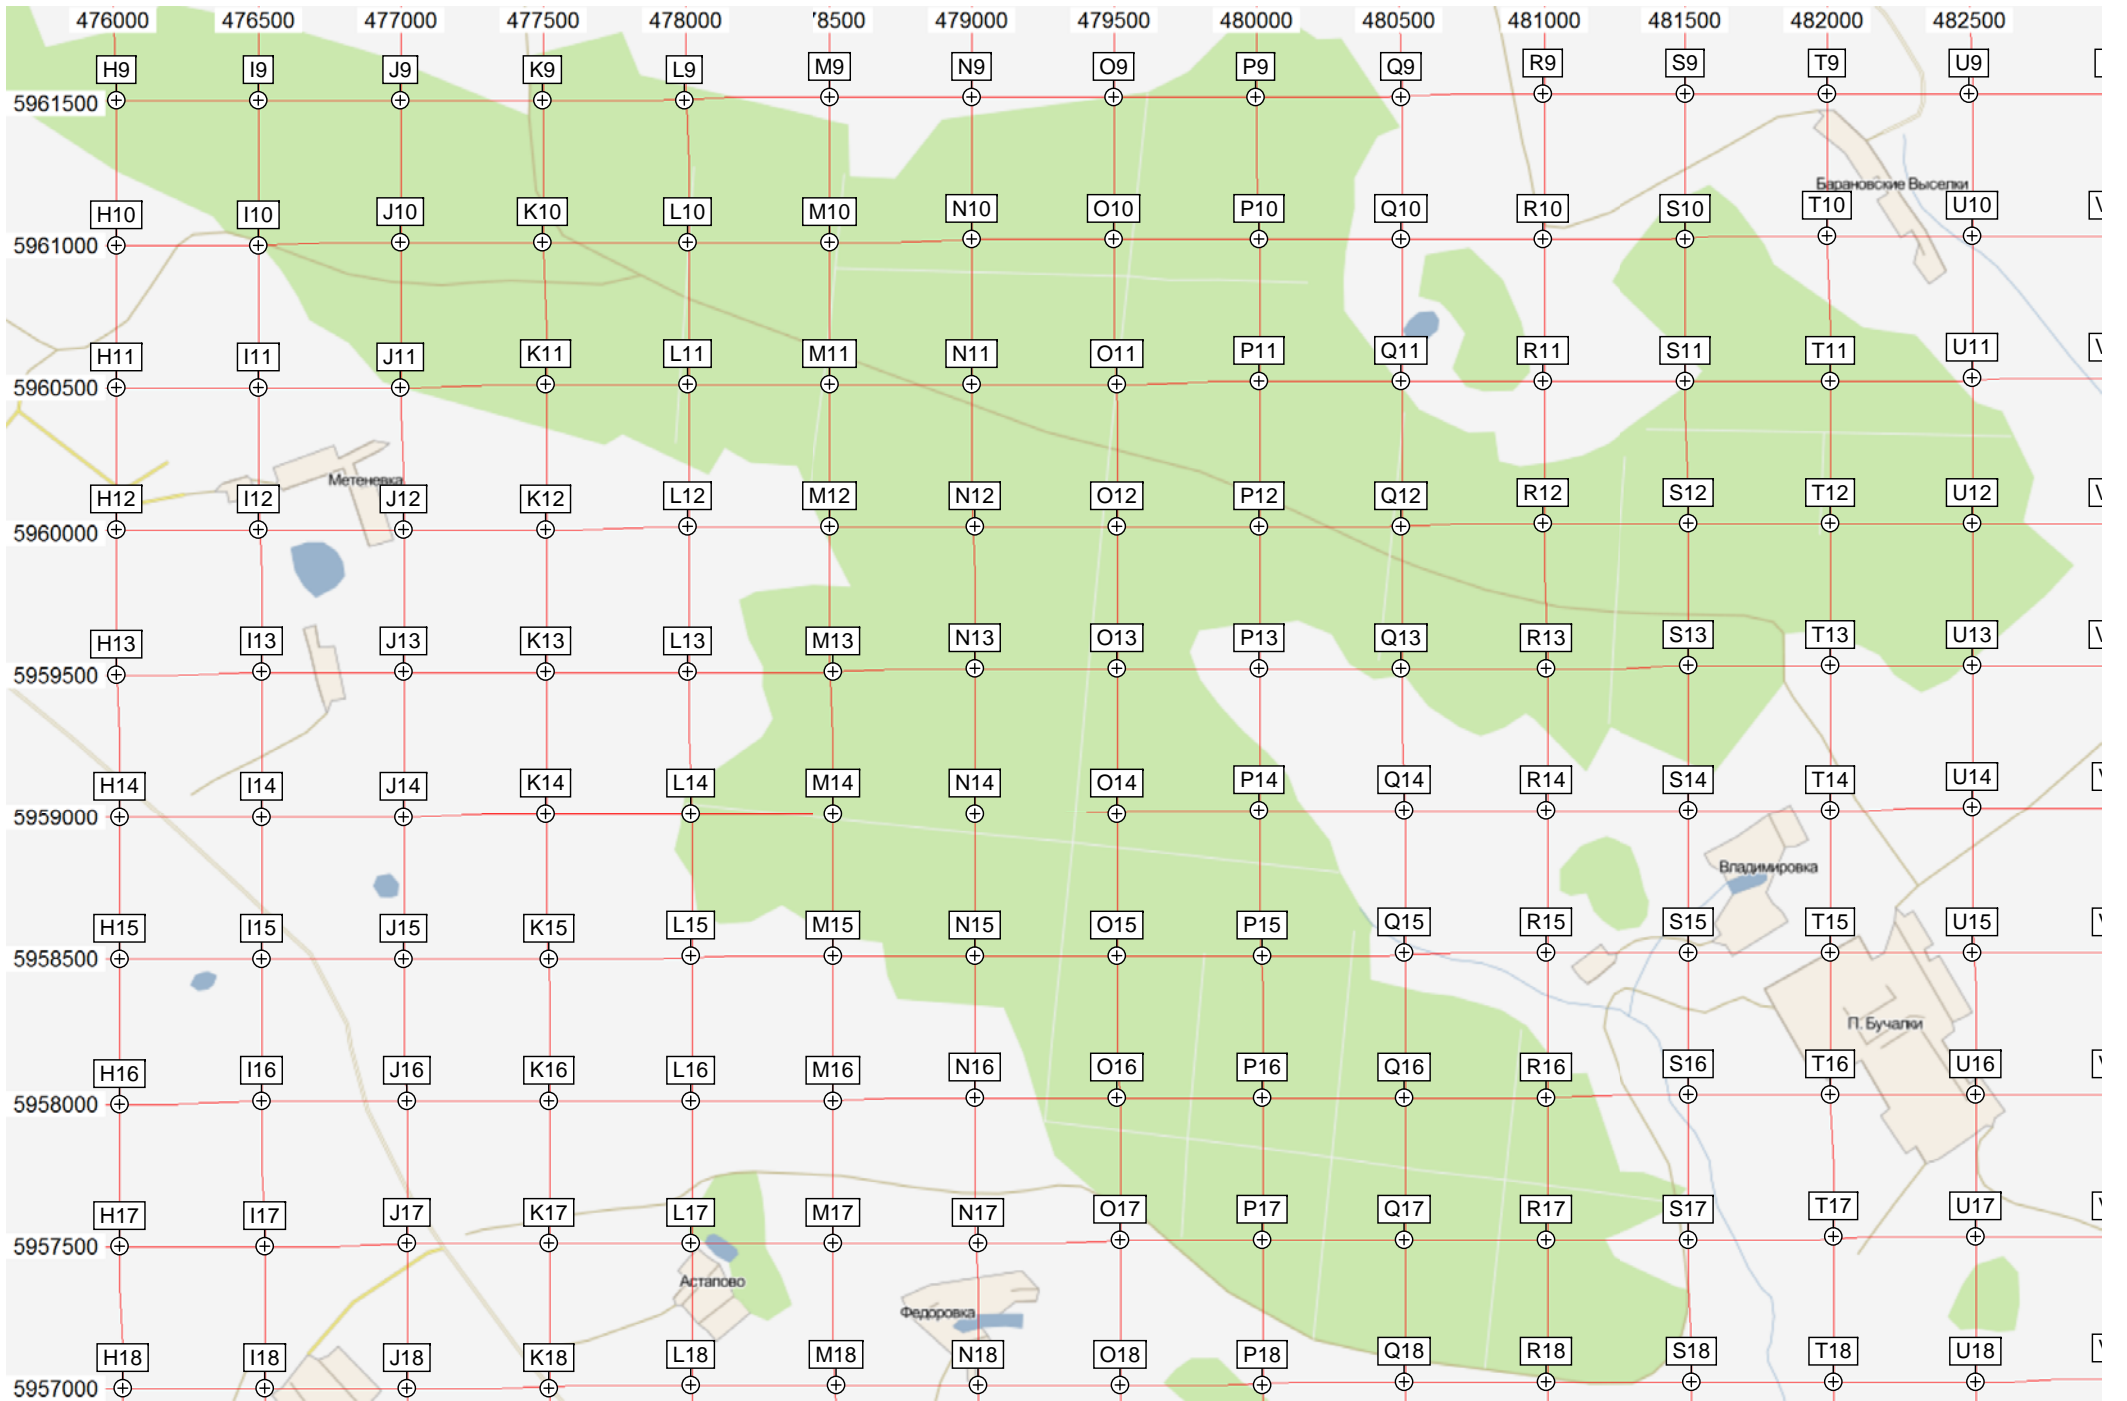 476000 476500 477000 477500 478000 78500 479000 479500 480000 480500 481000 481500 482000 482500
H9 I9 J9 K9 L9 M9 N9 O9 P9 Q9 R9 S9 T9 U9
5961500
Барановские Выселки
H10 I10 J10 K10 L10 M10 N10 O10 P10 Q10 R10 S10 T10 U10
5961000
H11 I11 J11 K11 L11 M11 N11 O11 P11 Q11 R11 S11 T11 U11
5960500
Метеневка
H12 I12 J12 K12 L12 M12 N12 O12 P12 Q12 R12 S12 T12 U12
5960000
H13 I13 J13 K13 L13 M13 N13 O13 P13 Q13 R13 S13 T13 U13
5959500
H14 I14 J14 K14 L14 M14 N14 O14 P14 Q14 R14 S14 T14 U14
5959000
Владимировка
H15 I15 J15 K15 L15 M15 N15 O15 P15 Q15 R15 S15 T15 U15
5958500
П. Бучалки
H16 I16 J16 K16 L16 M16 N16 O16 P16 Q16 R16 S16 T16 U16
5958000
H17 I17 J17 K17 L17 M17 N17 O17 P17 Q17 R17 S17 T17 U17
5957500
Астапово
Федоровка
H18 I18 J18 K18 L18 M18 N18 O18 P18 Q18 R18 S18 T18 U18
5957000